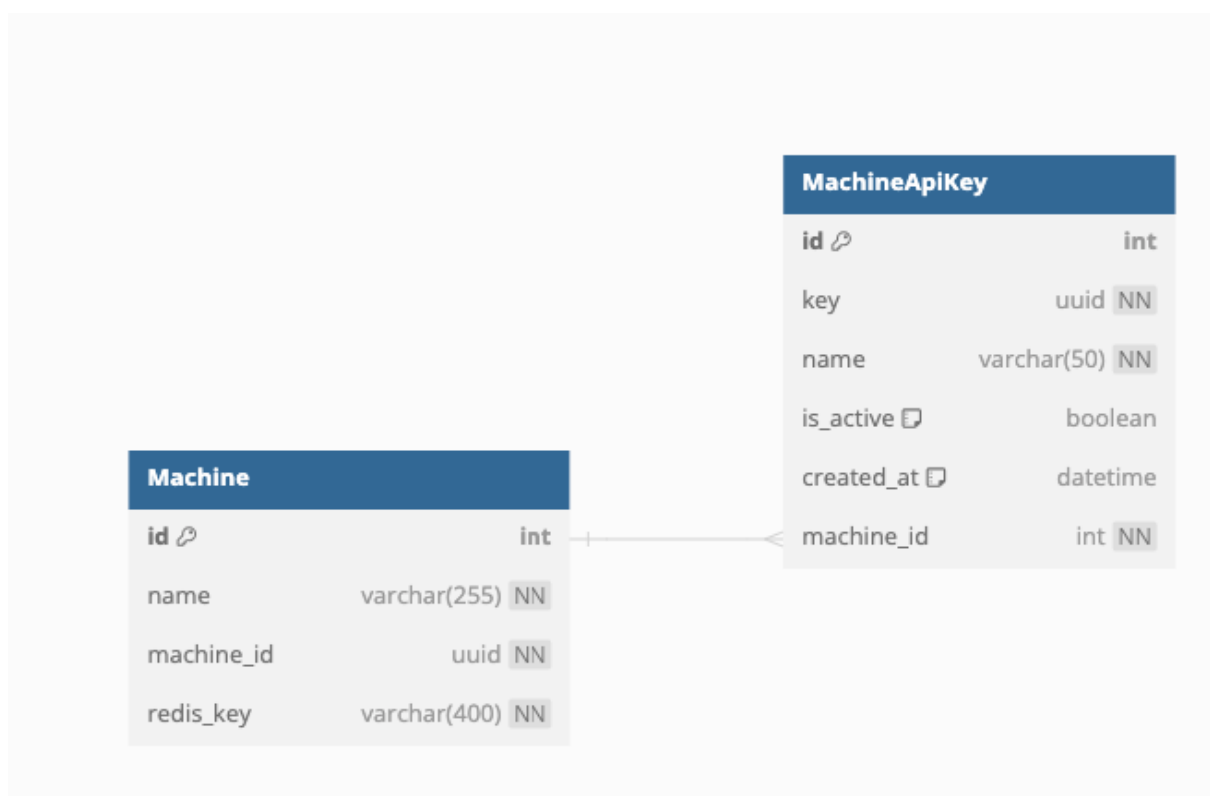 MachineApiKey
id int
key uuid NN
name varchar(50) NN
is_active boolean
created_at datetime
machine_id int NN
Machine
id int
name varchar(255) NN
machine_id uuid NN
redis_key varchar(400) NN